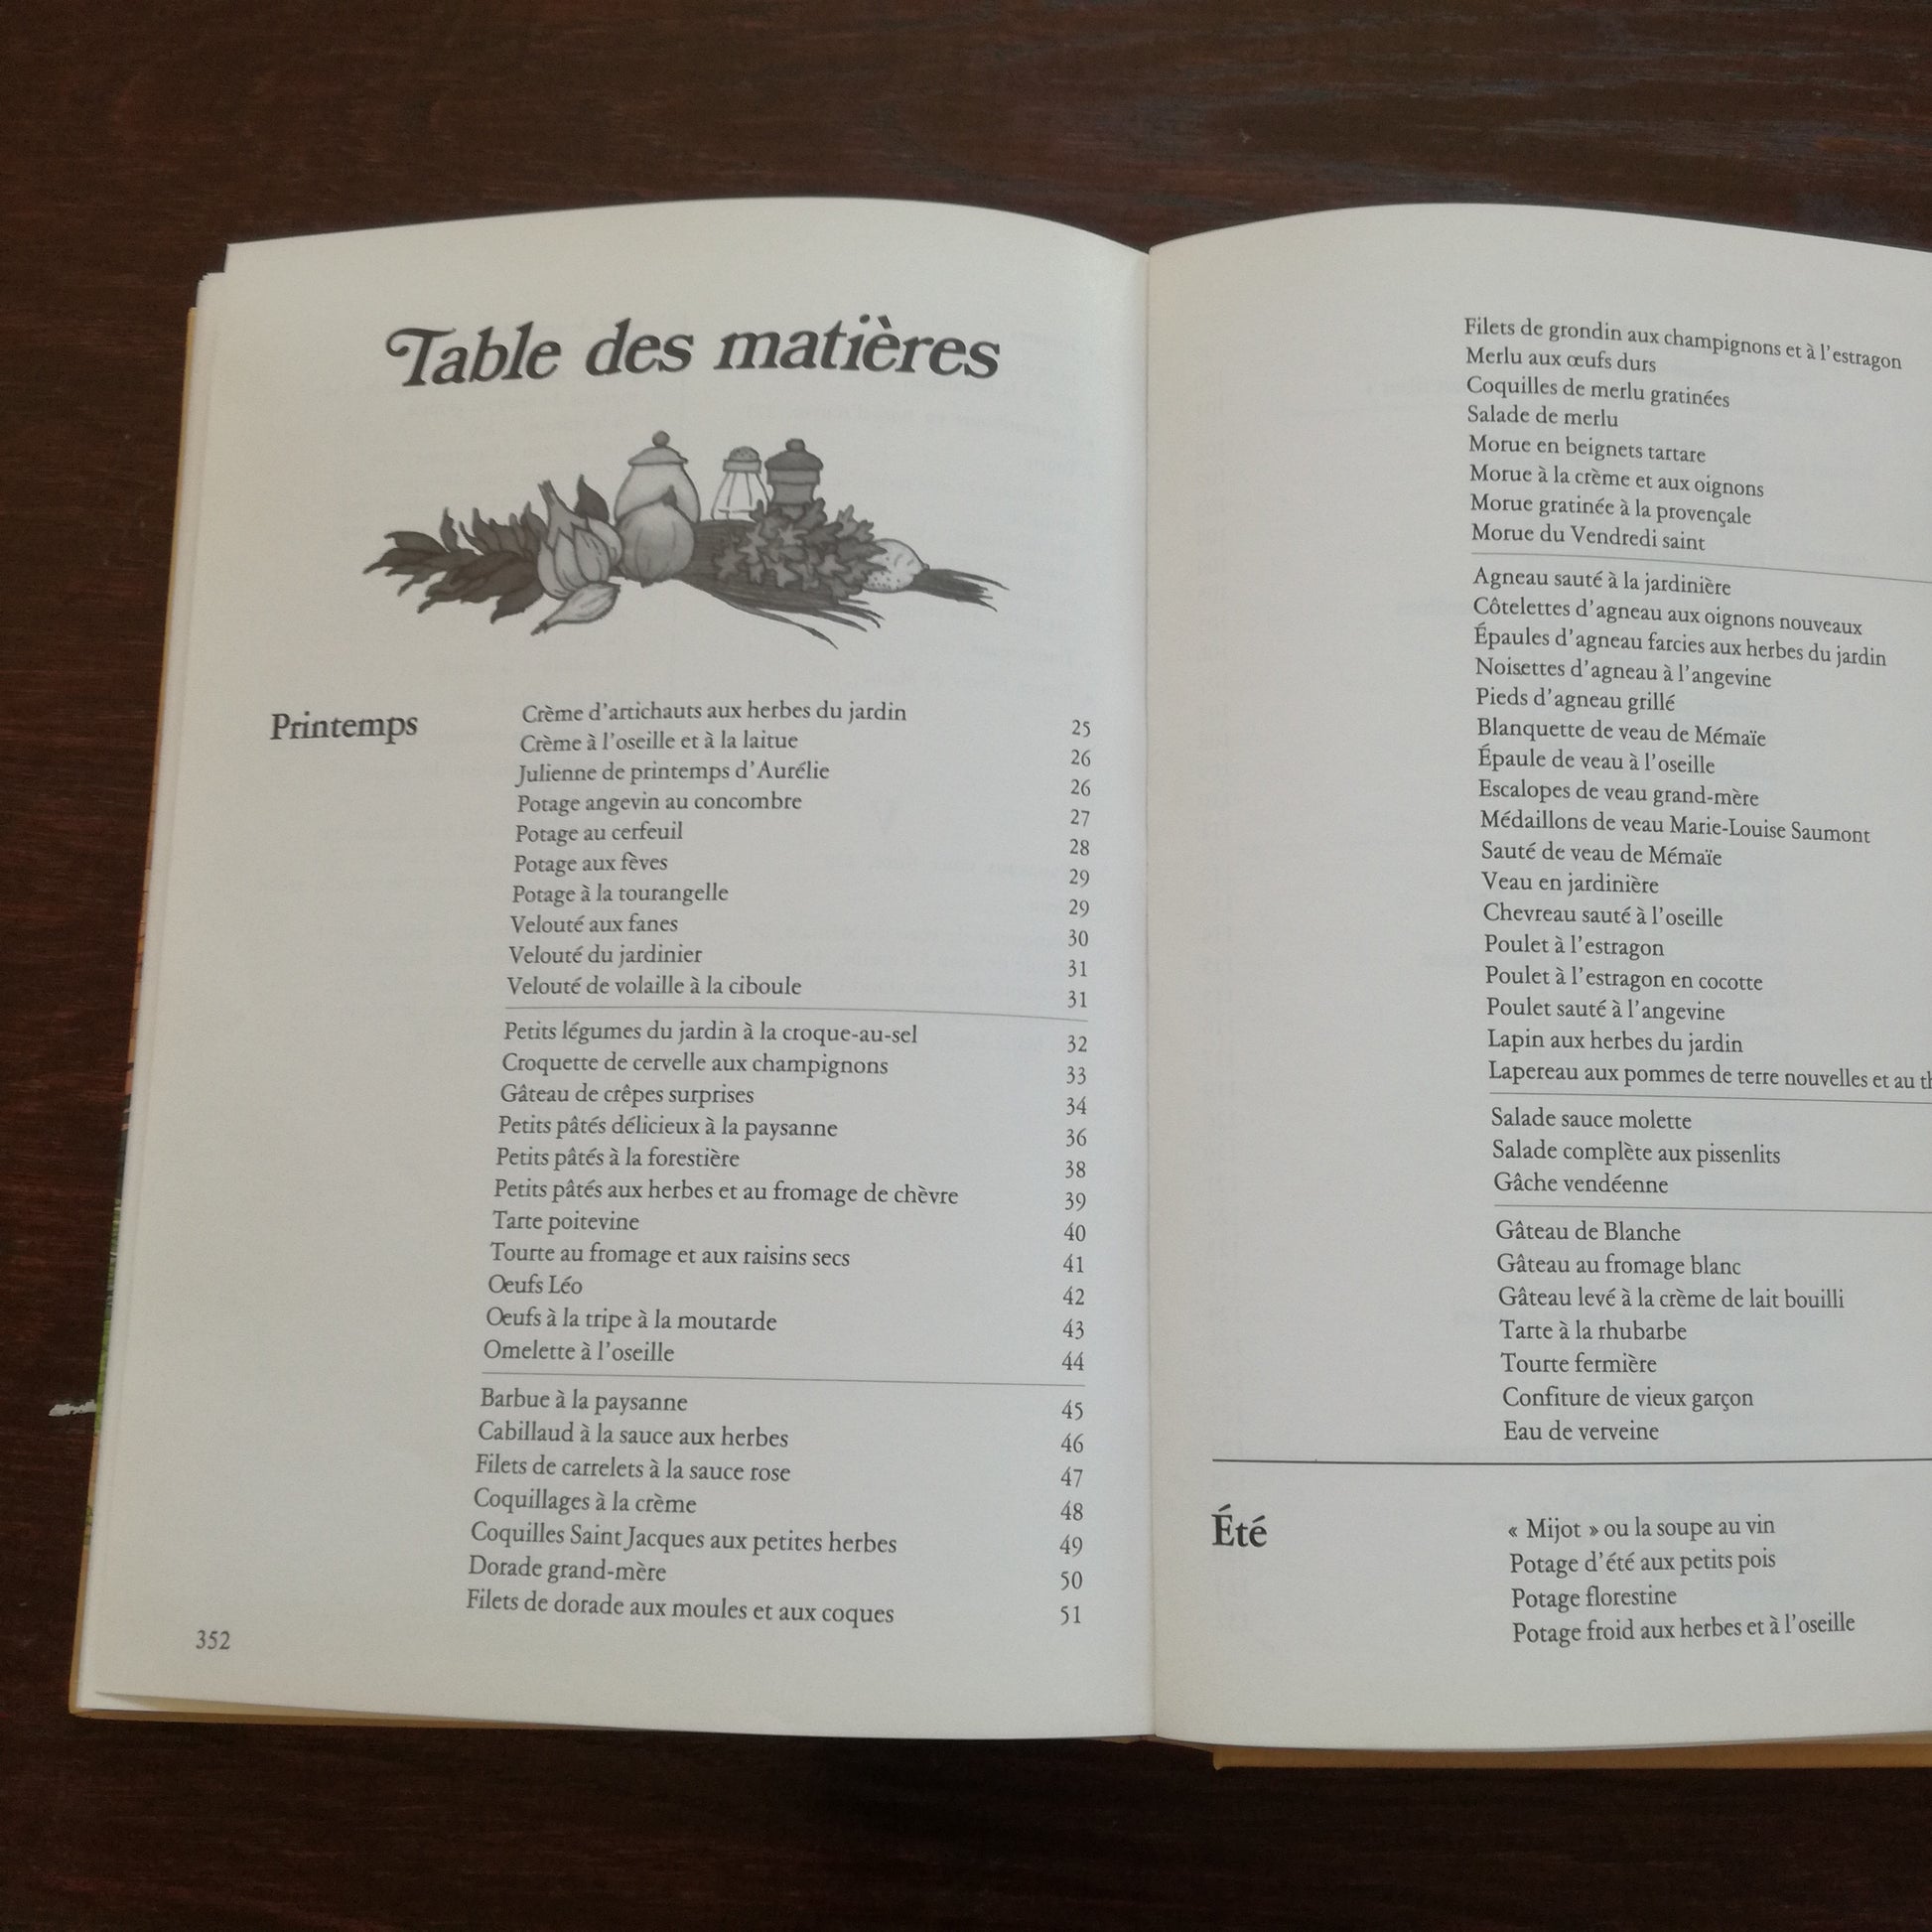 Table des matières
Printemps
Crème d'artichauts aux herbes du jardin 25
Crème à l'oseille et à la laitue 26
Julienne de printemps d'Aurélie 26
Potage angevin au concombre 27
Potage au cerfeuil 28
Potage aux fèves 29
Potage à la tourangelle 29
Velouté aux fanes 30
Velouté du jardinier 31
Velouté de volaille à la ciboule 31
Petits légumes du jardin à la croque-au-sel 32
Croquette de cervelle aux champignons 33
Gâteau de crêpes surprises 34
Petits pâtés délicieux à la paysanne 36
Petits pâtés à la forestière 38
Petits pâtés aux herbes et au fromage de chèvre 39
Tarte poitevine 40
Tourte au fromage et aux raisins secs 41
Œufs Léo 42
Œufs à la tripe à la moutarde 43
Omelette à l'oseille 44
Barbue à la paysanne 45
Cabillaud à la sauce aux herbes 46
Filets de carrelets à la sauce rose 47
Coquillages à la crème 48
Coquilles Saint Jacques aux petites herbes 49
Dorade grand-mère 50
Filets de dorade aux moules et aux coques 51
352
Filets de grondin aux champignons et à l'estragon
Merlu aux œufs durs
Coquilles de merlu gratinées
Salade de merlu
Morue en beignets tartare
Morue à la crème et aux oignons
Morue gratinée à la provençale
Morue du Vendredi saint
Agneau sauté à la jardinière
Côtelettes d'agneau aux oignons nouveaux
Épaules d'agneau farcies aux herbes du jardin
Noisettes d'agneau à l'angevine
Pieds d'agneau grillé
Blanquette de veau de Mémaïe
Épaule de veau à l'oseille
Escalopes de veau grand-mère
Médaillons de veau Marie-Louise Saumont
Sauté de veau de Mémaïe
Veau en jardinière
Chevreau sauté à l'oseille
Poulet à l'estragon
Poulet à l'estragon en cocotte
Poulet sauté à l'angevine
Lapin aux herbes du jardin
Lapereau aux pommes de terre nouvelles et au
Salade sauce molette
Salade complète aux pissenlits
Gâche vendéenne
Gâteau de Blanche
Gâteau au fromage blanc
Gâteau levé à la crème de lait bouilli
Tarte à la rhubarbe
Tourte fermière
Confiture de vieux garçon
Eau de verveine
Été
« Mijot » ou la soupe au vin
Potage d'été aux petits pois
Potage florestine
Potage froid aux herbes et à l'oseille